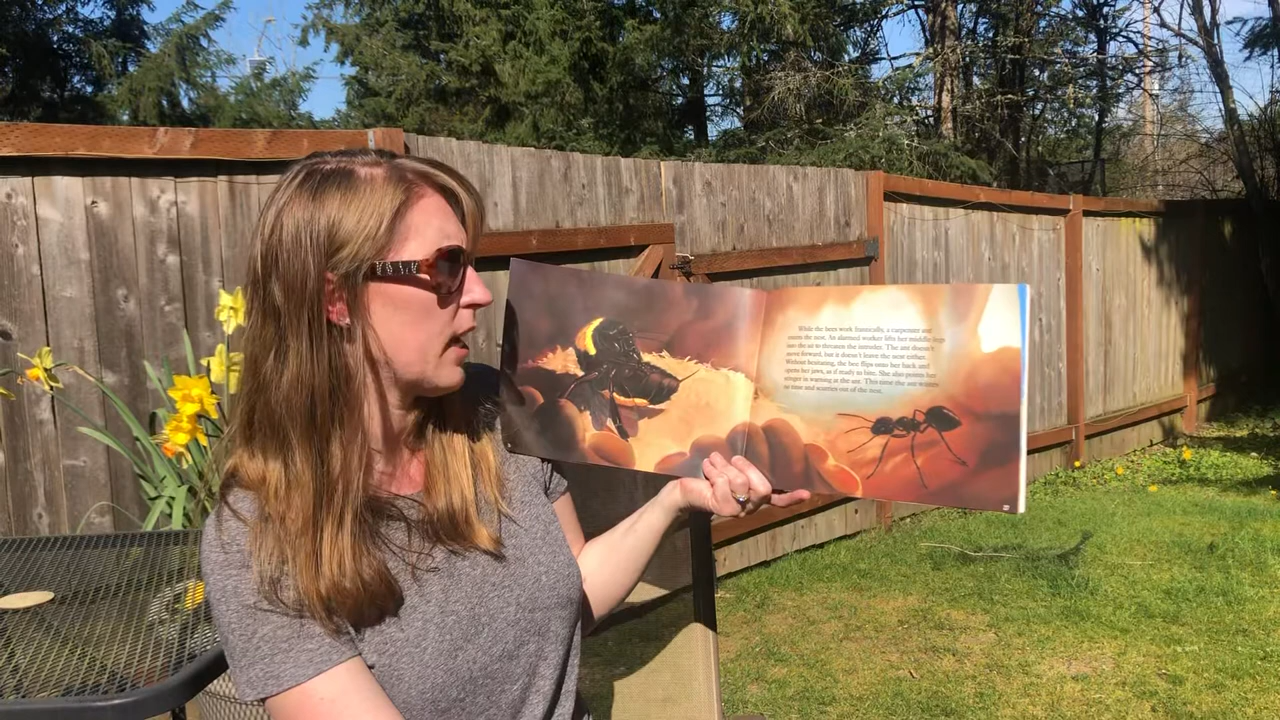 While the bees work frantically, a carpenter ant
enters the nest. An alarmed worker lifts her middle legs
into the air to threaten the intruder. The ant doesn't
move forward, but it doesn't leave the nest either.
Without hesitating, the bee flips onto her back and
opens her jaws, as if ready to bite. She also points her
stinger in warning at the ant. This time the ant
and scurries out of the nest.